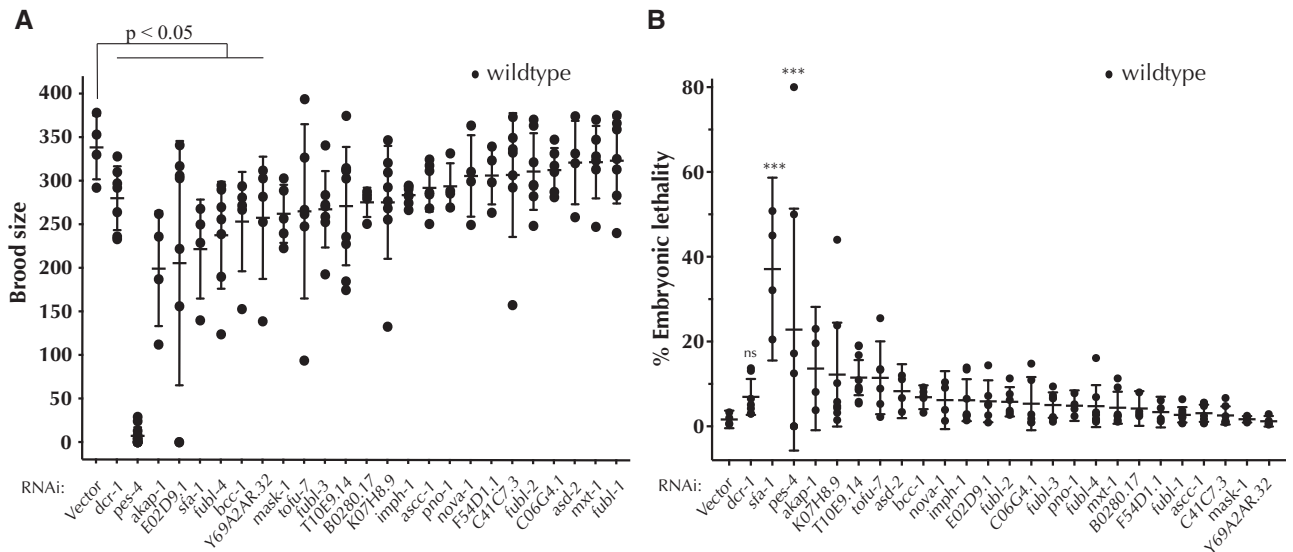 A
p < 0.05
wildtype
Brood size
400
350
300
250
200
150
100
50
0
RNAi:
Vector
dcr-1
pes-4
akap-1
E02D9.1
sfa-1
fubl-4
bcc-1
Y69A2AR.32
mask-1
tofu-7
fubl-3
T10E9.14
B0280.17
K07H8.9
imph-1
ascc-1
pno-1
nova-1
F54D1.1
C41C7.3
fubl-2
C06G4.1
asd-2
mxt-1
fubl-1
B
wildtype
% Embryonic lethality
80
60
40
20
0
ns
***
***
RNAi:
Vector
dcr-1
sfa-1
pes-4
akap-1
K07H8.9
T10E9.14
tofu-7
asd-2
bcc-1
nova-1
imph-1
E02D9.1
fubl-2
C06G4.1
fubl-3
pno-1
fubl-4
mxt-1
B0280.17
F54D1.1
fubl-1
ascc-1
C41C7.3
mask-1
Y69A2AR.32